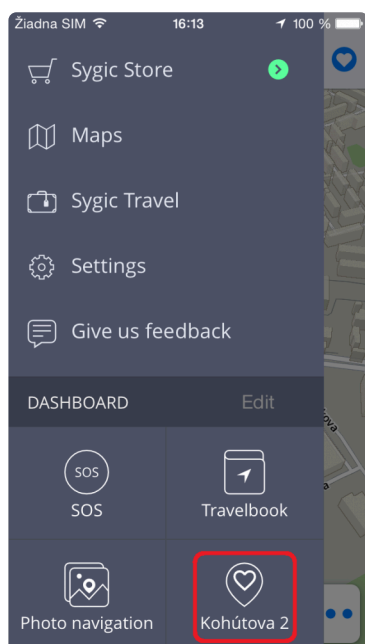 Žiadna SIM 16:13 100 %
Sygic Store
Maps
Sygic Travel
Settings
Give us feedback
DASHBOARD Edit
SOS
SOS Travelbook
Photo navigation Kohútova 2